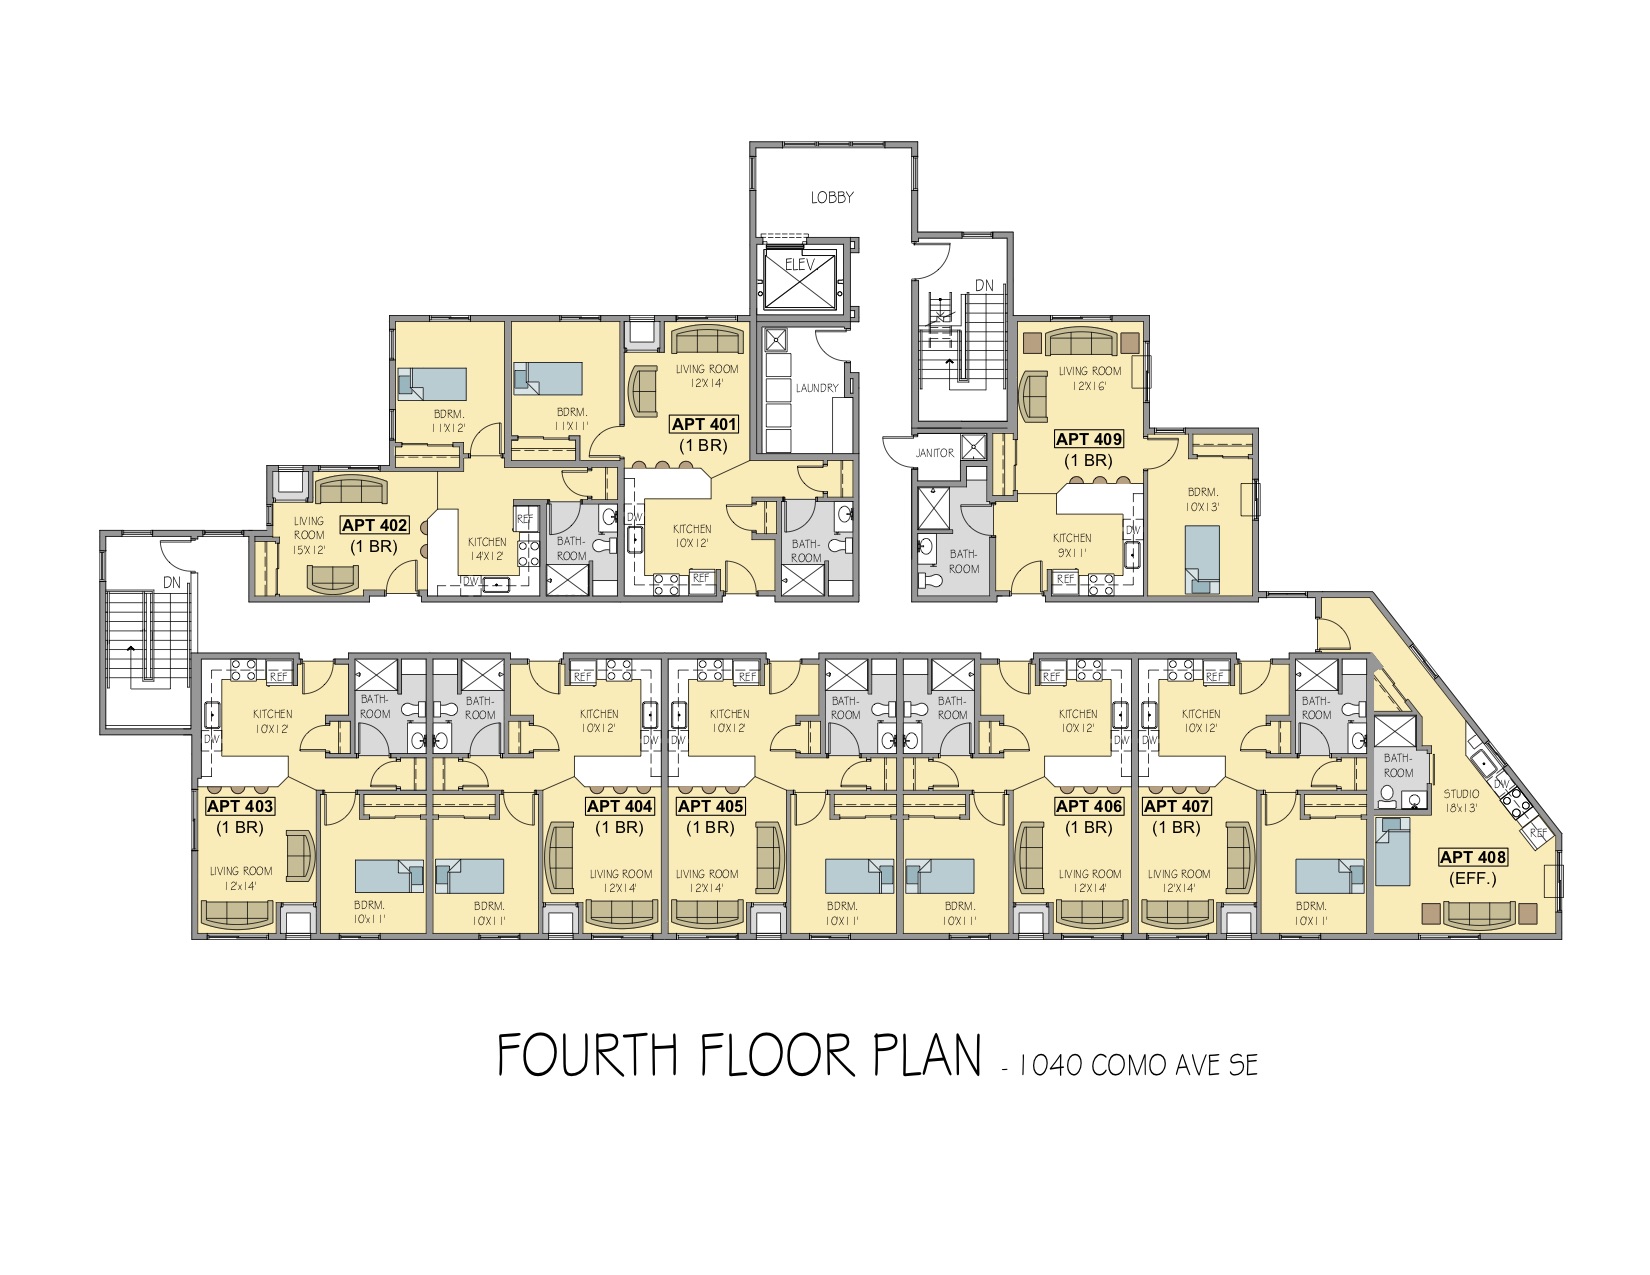 LOBBY
ELEV.
DN
LAUNDRY
JANITOR
BDRM.
11'X12'
BDRM.
11'X11'
LIVING ROOM
12'X14'
APT 401
(1 BR)
KITCHEN
10'X12'
DW
REF
BATH-
ROOM
LIVING
ROOM
15'X12'
APT 402
(1 BR)
KITCHEN
14'X12'
REF
DW
BATH-
ROOM
LIVING ROOM
12'X16'
APT 409
(1 BR)
BDRM.
10'X13'
KITCHEN
9'X11'
DW
REF
BATH-
ROOM
DN
REF
KITCHEN
10'X12'
DW
BATH-
ROOM
APT 403
(1 BR)
LIVING ROOM
12'x14'
BDRM.
10'x11'
BATH-
ROOM
REF
KITCHEN
10'X12'
DW
APT 404
(1 BR)
LIVING ROOM
12'X14'
BDRM.
10'X11'
REF
KITCHEN
10'X12'
DW
BATH-
ROOM
APT 405
(1 BR)
LIVING ROOM
12'X14'
BDRM.
10'X11'
BATH-
ROOM
REF
KITCHEN
10'X12'
DW
APT 406
(1 BR)
LIVING ROOM
12'X14'
BDRM.
10'X11'
REF
KITCHEN
10'X12'
DW
BATH-
ROOM
APT 407
(1 BR)
LIVING ROOM
12'X14'
BDRM.
10'X11'
BATH-
ROOM
STUDIO
18'x13'
DW
REF
APT 408
(EFF.)
FOURTH FLOOR PLAN - 1040 COMO AVE SE